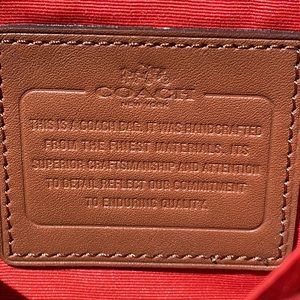 COACH
NEW YORK
THIS IS A COACH BAG. IT WAS HANDCRAFTED
FROM THE FINEST MATERIALS. ITS
SUPERIOR CRAFTSMANSHIP AND ATTENTION
TO DETAIL REFLECT OUR COMMITMENT
TO ENDURING QUALITY.